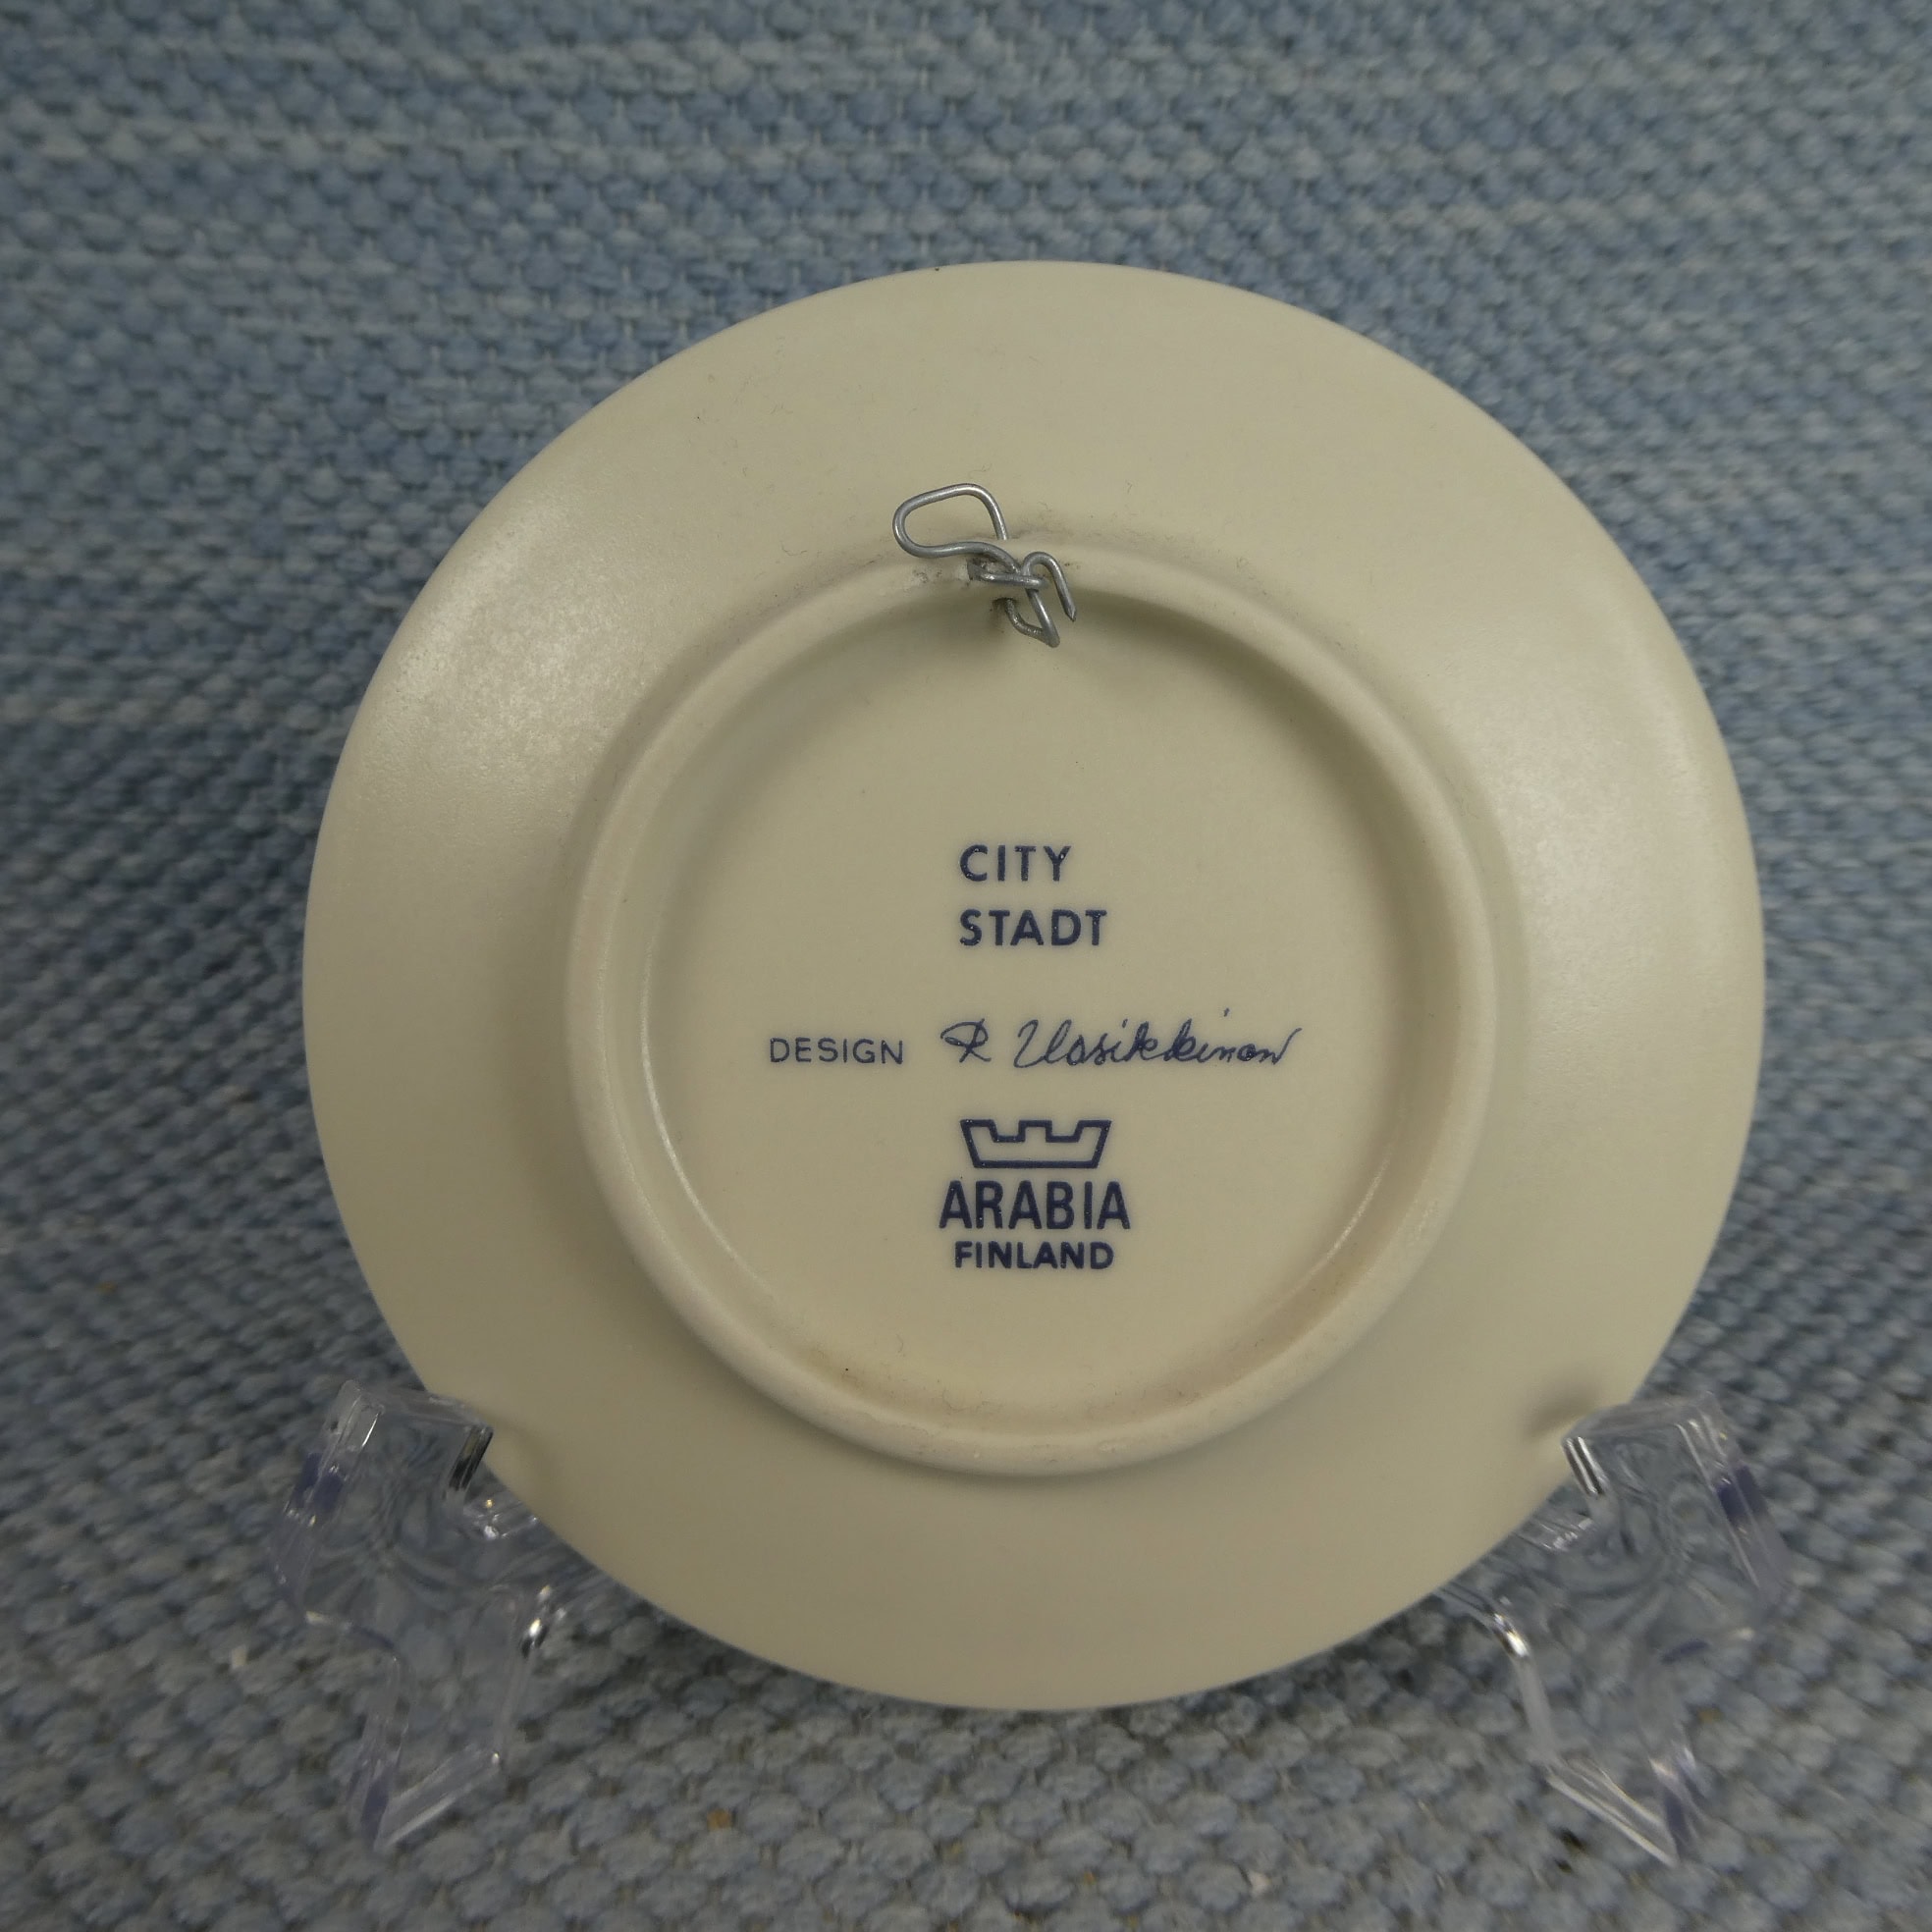 CITY
STADT
DESIGN R Uosikkinen
ARABIA
FINLAND